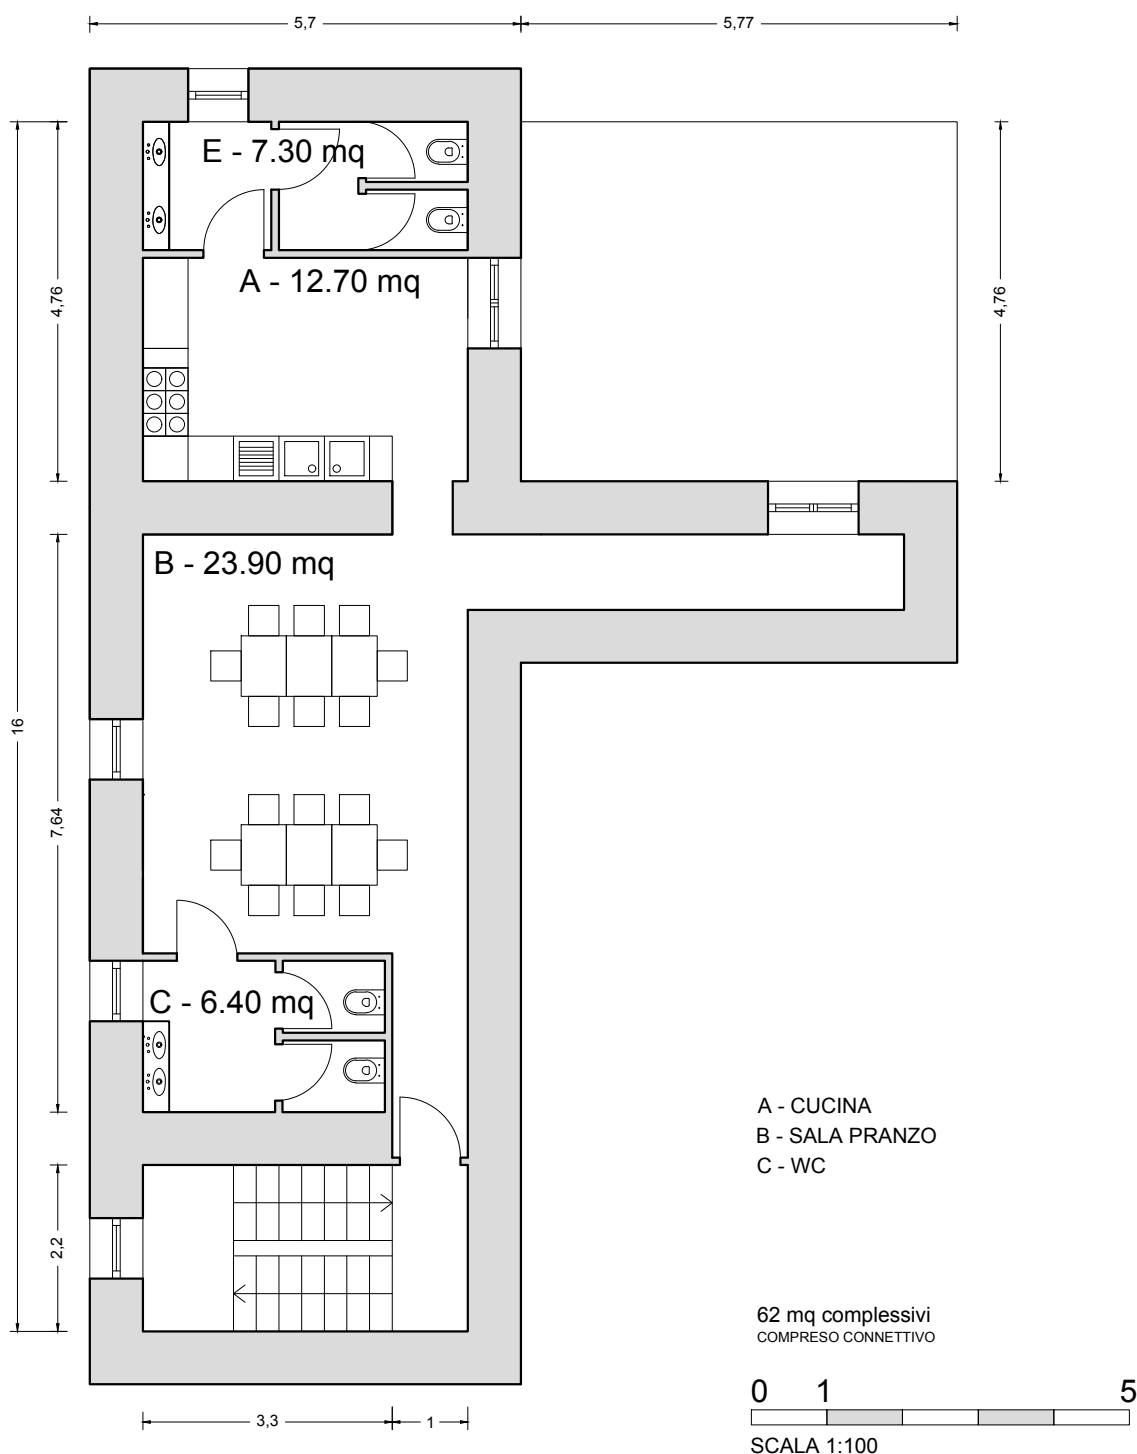 5,7
5,77
E - 7.30 mq
A - 12.70 mq
4,76
4,76
B - 23.90 mq
16
7,64
C - 6.40 mq
A - CUCINA
B - SALA PRANZO
C - WC
2,2
62 mq complessivi
COMPRESO CONNETTIVO
0 1 5
3,3
1
SCALA 1:100